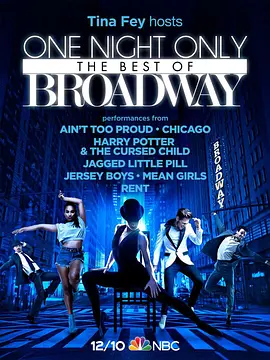 Tina Fey hosts
ONE NIGHT ONLY
THE BEST OF
BROADWAY
performances from
AIN'T TOO PROUD • CHICAGO
HARRY POTTER
& THE CURSED CHILD
JAGGED LITTLE PILL
JERSEY BOYS • MEAN GIRLS
RENT
BROADWAY
12/10 NBC